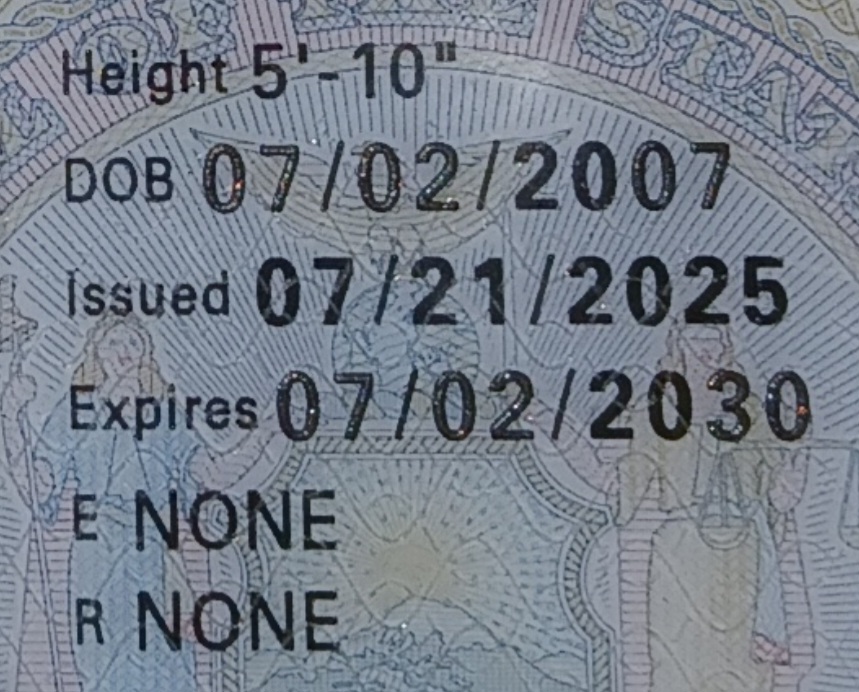 Height 5'-10"
DOB 07/02/2007
Issued 07/21/2025
Expires 07/02/2030
E NONE
R NONE